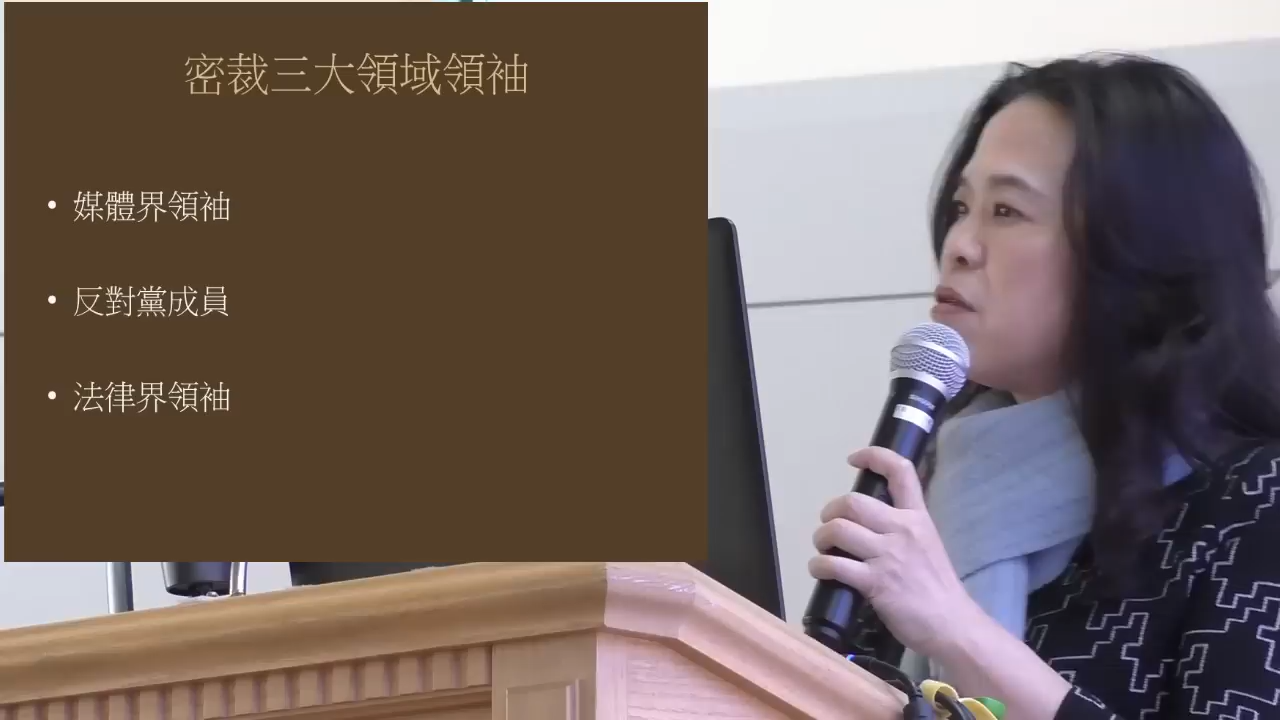 密裁三大領域領袖
• 媒體界領袖
• 反對黨成員
• 法律界領袖